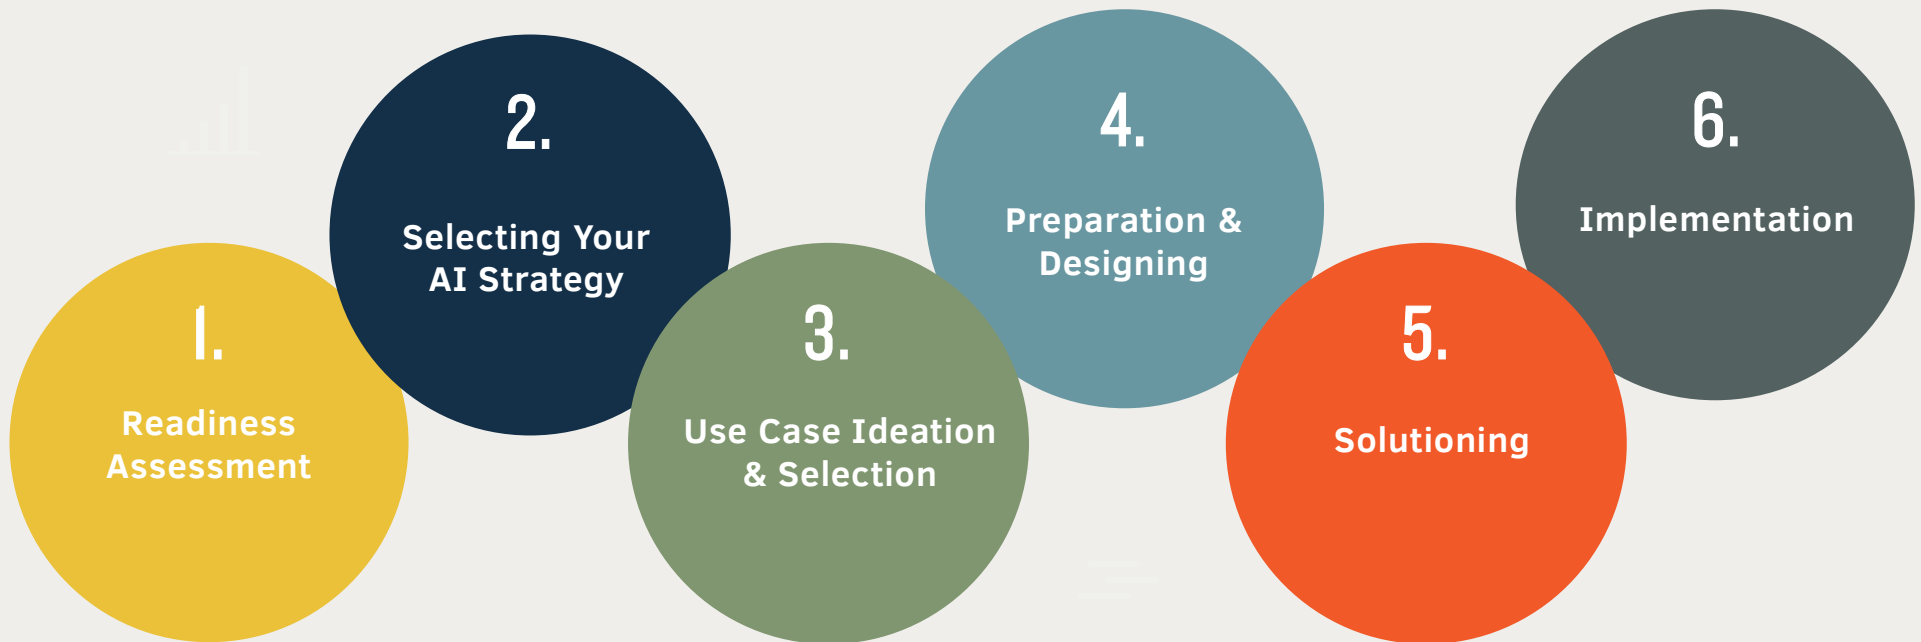 1.
Readiness
Assessment
2.
Selecting Your
AI Strategy
3.
Use Case Ideation
& Selection
4.
Preparation &
Designing
5.
Solutioning
6.
Implementation